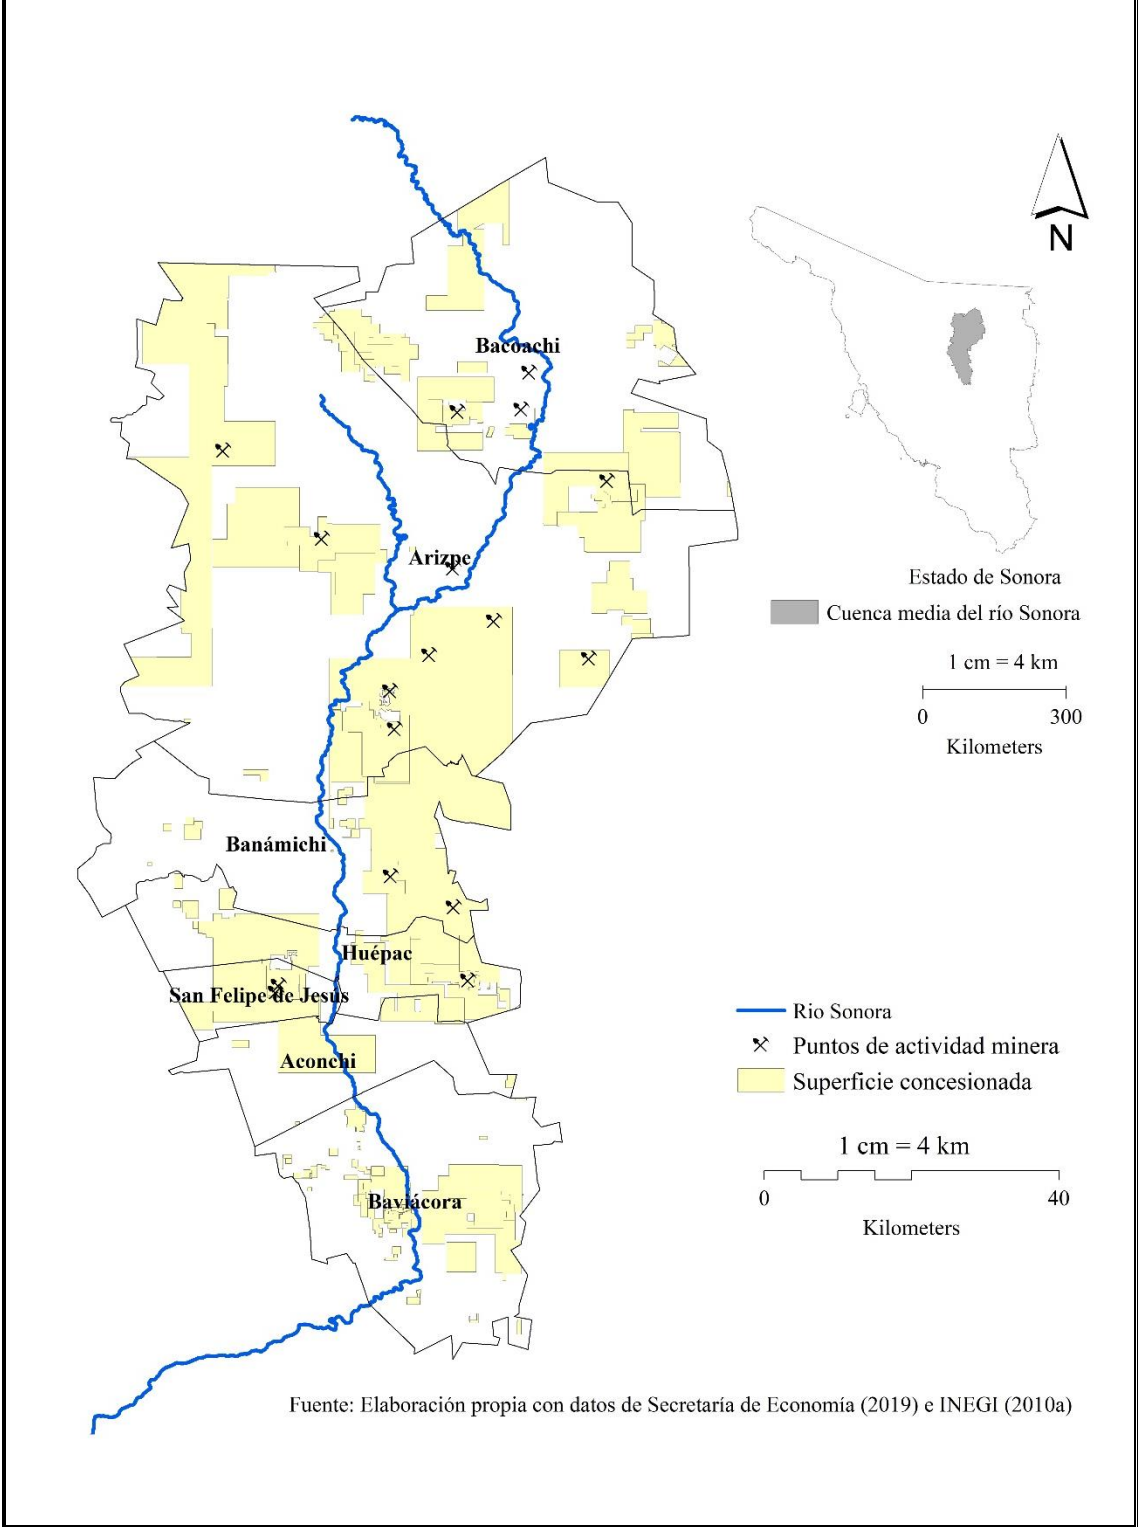 N
Bacoachi
Arizpe
Estado de Sonora
Cuenca media del río Sonora
1 cm = 4 km
0 300
Kilometers
Banámichi
Huépac
San Felipe de Jesús
Aconchi
Baviácora
Rio Sonora
Puntos de actividad minera
Superficie concesionada
1 cm = 4 km
0 40
Kilometers
Fuente: Elaboración propia con datos de Secretaría de Economía (2019) e INEGI (2010a)